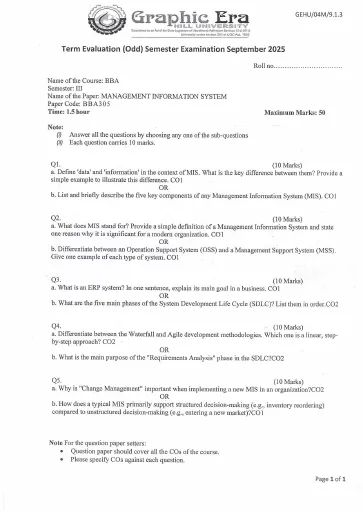 GEHU/04M/9.1.3
Graphic Era
HILL UNIVERSITY
Term Evaluation (Odd) Semester Examination September 2025
Roll no................................
Name of the Course: BBA
Semester: III
Name of the Paper: MANAGEMENT INFORMATION SYSTEM
Paper Code: BBA305
Time: 1.5 hour Maximum Marks: 50
Note:
(i) Answer all the questions by choosing any one of the sub-questions
(ii) Each question carries 10 marks.
Q1. (10 Marks)
a. Define 'data' and 'information' in the context of MIS. What is the key difference between them? Provide a
simple example to illustrate this difference. CO1
OR
b. List and briefly describe the five key components of any Management Information System (MIS). CO1
Q2. (10 Marks)
a. What does MIS stand for? Provide a simple definition of a Management Information System and state
one reason why it is significant for a modern organization. CO1
OR
b. Differentiate between an Operation Support System (OSS) and a Management Support System (MSS).
Give one example of each type of system. CO1
Q3. (10 Marks)
a. What is an ERP system? In one sentence, explain its main goal in a business. CO1
OR
b. What are the five main phases of the System Development Life Cycle (SDLC)? List them in order.CO2
Q4. (10 Marks)
a. Differentiate between the Waterfall and Agile development methodologies. Which one is a linear, step-
by-step approach? CO2
OR
b. What is the main purpose of the "Requirements Analysis" phase in the SDLC?CO2
Q5. (10 Marks)
a. Why is "Change Management" important when implementing a new MIS in an organization?CO2
OR
b. How does a typical MIS primarily support structured decision-making (e.g., inventory reordering)
compared to unstructured decision-making (e.g., entering a new market)?CO1
Note For the question paper setters:
• Question paper should cover all the COs of the course.
• Please specify COs against each question.
Page 1 of 1